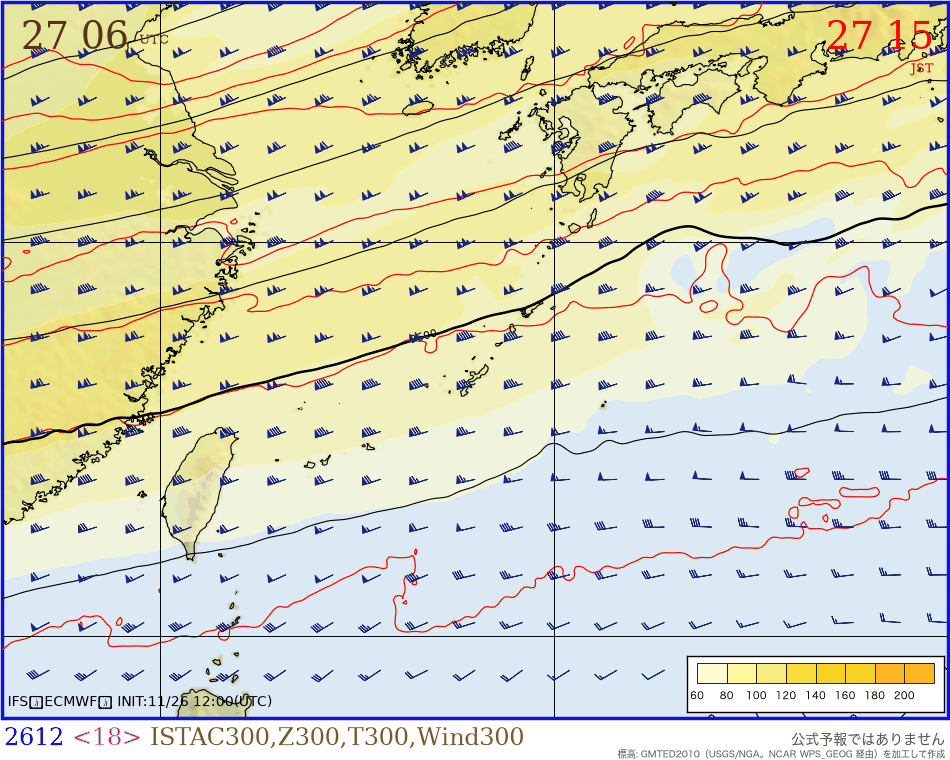 27 06 UTC
27 15
JST
60 80 100 120 140 160 180 200
IFS ECMWF INIT:11/26 12:00(UTC)
2612 <18> ISTAC300,Z300,T300,Wind300
公式予報ではありません
標高: GMTED2010（USGS/NGA。NCAR WPS_GEOG 経由）を加工して作成